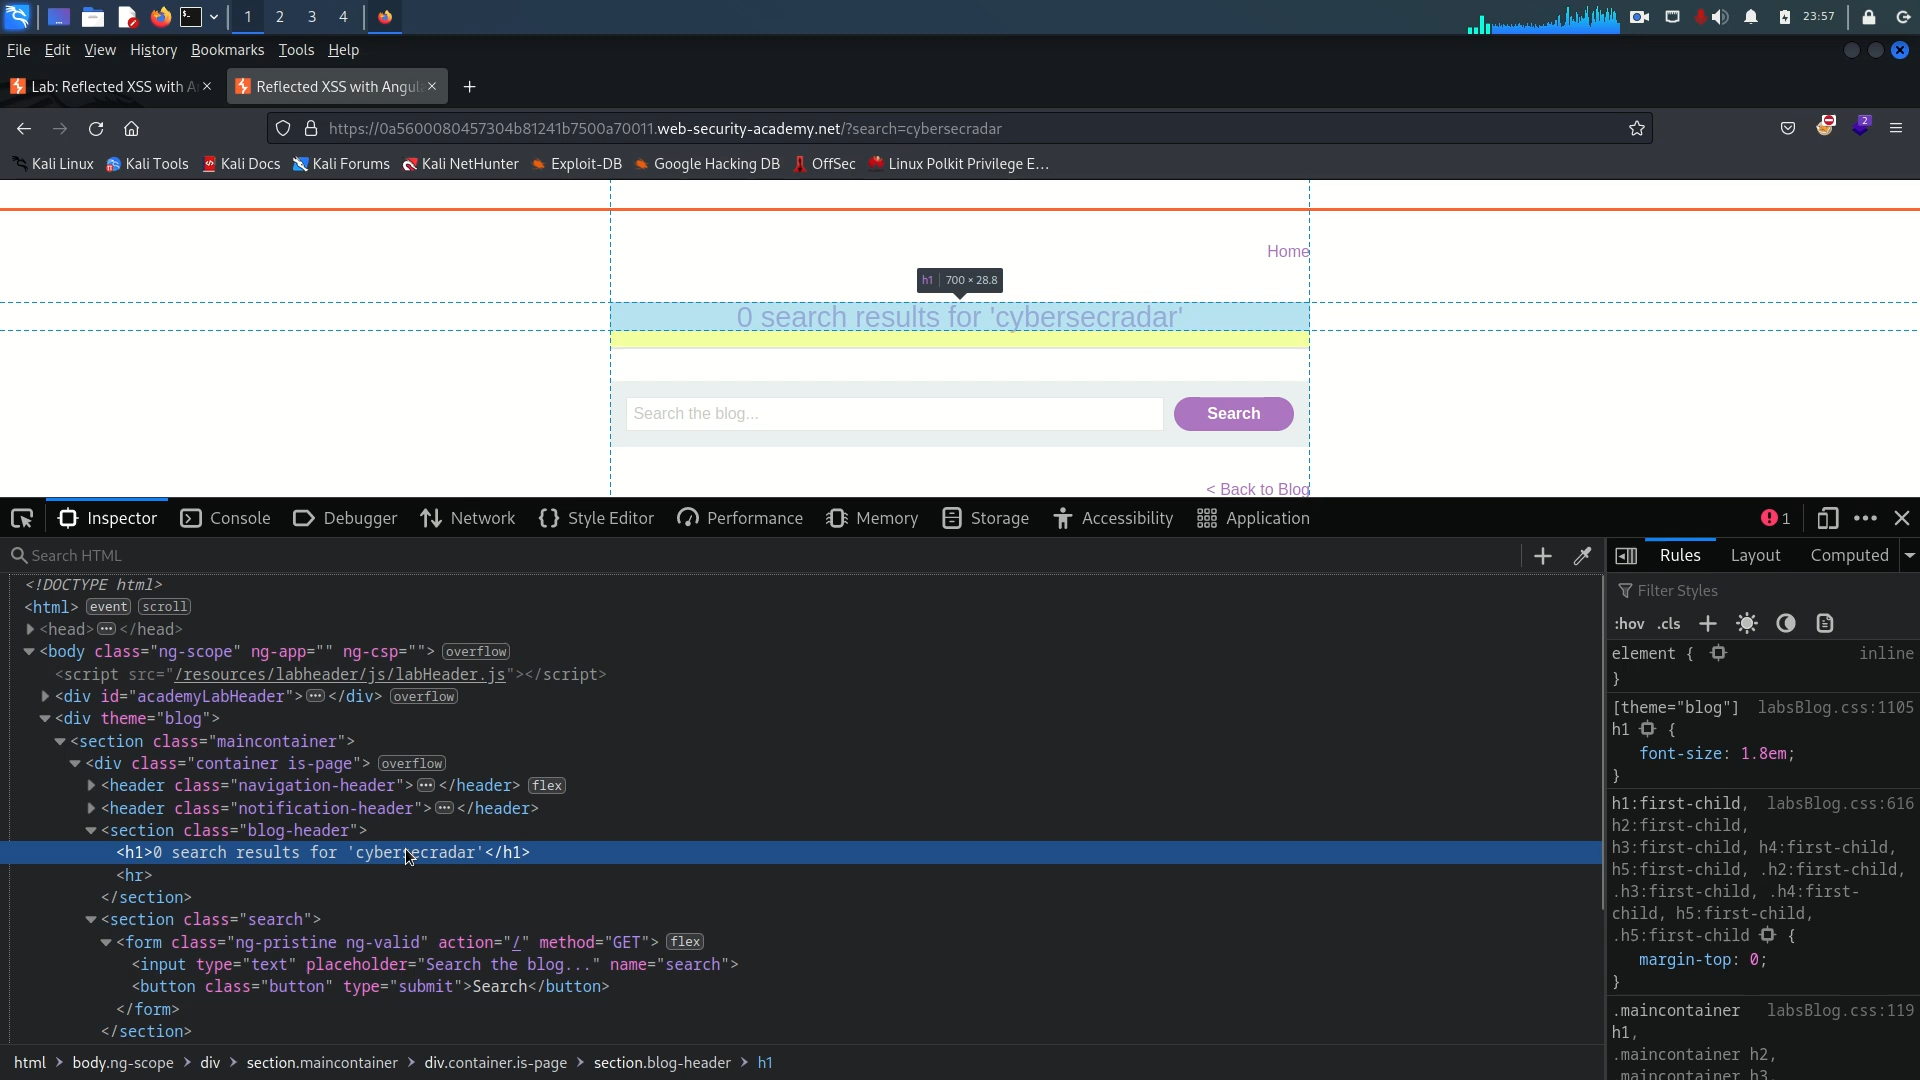 1 2 3 4 23:57
File Edit View History Bookmarks Tools Help
Lab: Reflected XSS with A
Reflected XSS with Angul
https://0a5600080457304b81241b7500a70011.web-security-academy.net/?search=cybersecradar
2
Kali Linux Kali Tools Kali Docs Kali Forums Kali NetHunter Exploit-DB Google Hacking DB OffSec Linux Polkit Privilege E…
Home
h1 700 × 28.8
0 search results for 'cybersecradar'
Search the blog... Search
< Back to Blog
Inspector Console Debugger Network Style Editor Performance Memory Storage Accessibility Application 1
Search HTML
<!DOCTYPE html>
<html> event scroll
<head> </head>
<body class="ng-scope" ng-app="" ng-csp=""> overflow
<script src="/resources/labheader/js/labHeader.js"></script>
<div id="academyLabHeader"> </div> overflow
<div theme="blog">
<section class="maincontainer">
<div class="container is-page"> overflow
<header class="navigation-header"> </header> flex
<header class="notification-header"> </header>
<section class="blog-header">
<h1>0 search results for 'cybersecradar'</h1>
<hr>
</section>
<section class="search">
<form class="ng-pristine ng-valid" action="/" method="GET"> flex
<input type="text" placeholder="Search the blog..." name="search">
<button class="button" type="submit">Search</button>
</form>
</section>
html body.ng-scope div section.maincontainer div.container.is-page section.blog-header h1
Rules Layout Computed
Filter Styles
:hov .cls
element { inline
}
[theme="blog"] labsBlog.css:1105
h1 {
font-size: 1.8em;
}
h1:first-child, labsBlog.css:616
h2:first-child,
h3:first-child, h4:first-child,
h5:first-child, .h2:first-child,
.h3:first-child, .h4:first-
child, h5:first-child,
.h5:first-child {
margin-top: 0;
}
.maincontainer labsBlog.css:119
h1,
.maincontainer h2,
.maincontainer h3,